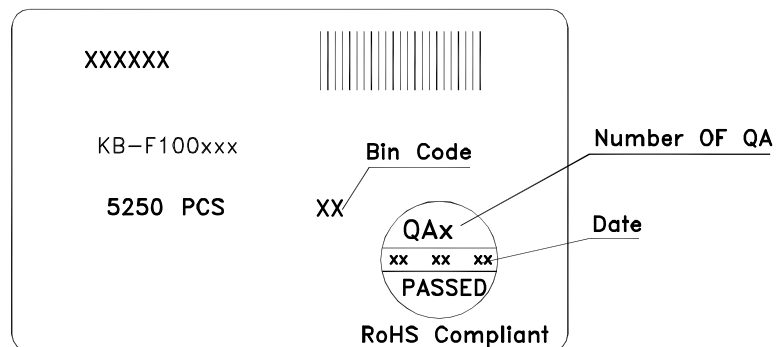 XXXXXX
Number OF QA
KB-F100xxx
Bin Code
5250 PCS
XX
QAx
Date
xx xx xx
PASSED
RoHS Compliant